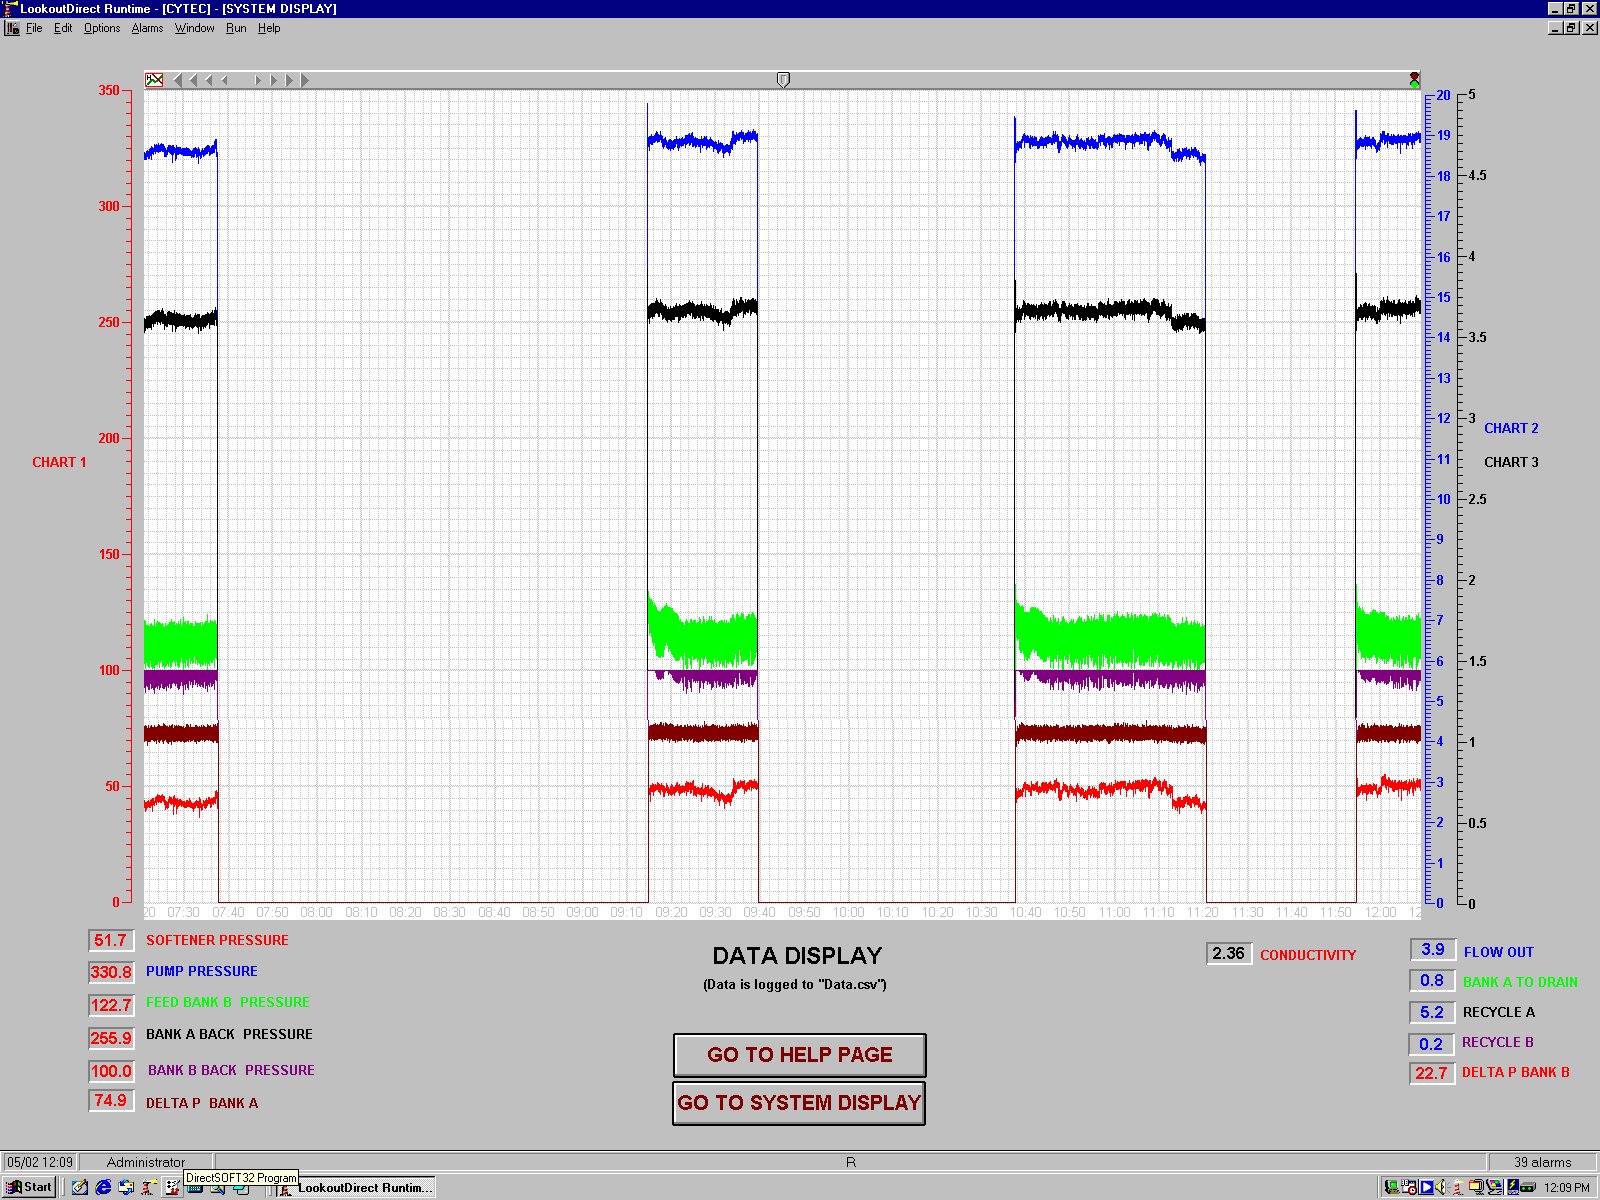 LookoutDirect Runtime - [CYTEC] - [SYSTEM DISPLAY]
File Edit Options Alarms Window Run Help
350
300
250
200
150
100
50
0
CHART 1
20
19
18
17
16
15
14
13
12
11
10
9
8
7
6
5
4
3
2
1
0
5
4.5
4
3.5
3
2.5
2
1.5
1
0.5
0
CHART 2
CHART 3
20 07:30 07:40 07:50 08:00 08:10 08:20 08:30 08:40 08:50 09:00 09:10 09:20 09:30 09:40 09:50 10:00 10:10 10:20 10:30 10:40 10:50 11:00 11:10 11:20 11:30 11:40 11:50 12:00 12
51.7 SOFTENER PRESSURE
330.8 PUMP PRESSURE
122.7 FEED BANK B PRESSURE
255.9 BANK A BACK PRESSURE
100.0 BANK B BACK PRESSURE
74.9 DELTA P BANK A
DATA DISPLAY
(Data is logged to "Data.csv")
GO TO HELP PAGE
GO TO SYSTEM DISPLAY
2.36 CONDUCTIVITY
3.9 FLOW OUT
0.8 BANK A TO DRAIN
5.2 RECYCLE A
0.2 RECYCLE B
22.7 DELTA P BANK B
05/02 12:09 Administrator R 39 alarms
DirectSOFT32 Program
Start LookoutDirect Runtim... 12:09 PM